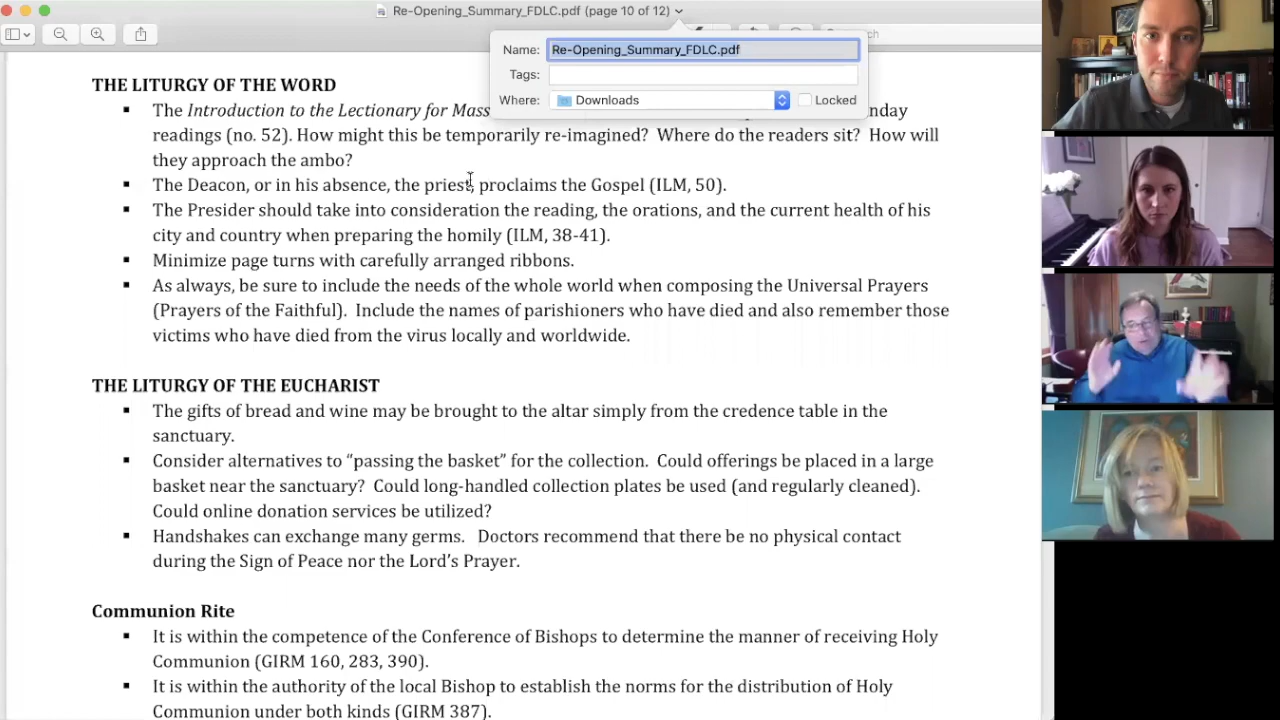 Re-Opening_Summary_FDLC.pdf (page 10 of 12)
Name: Re-Opening_Summary_FDLC.pdf
Tags:
Where: Downloads Locked
THE LITURGY OF THE WORD
▪ The Introduction to the Lectionary for Mass
readings (no. 52). How might this be temporarily re-imagined? Where do the readers sit? How will
they approach the ambo?
▪ The Deacon, or in his absence, the priest, proclaims the Gospel (ILM, 50).
▪ The Presider should take into consideration the reading, the orations, and the current health of his
city and country when preparing the homily (ILM, 38-41).
▪ Minimize page turns with carefully arranged ribbons.
▪ As always, be sure to include the needs of the whole world when composing the Universal Prayers
(Prayers of the Faithful). Include the names of parishioners who have died and also remember those
victims who have died from the virus locally and worldwide.
THE LITURGY OF THE EUCHARIST
▪ The gifts of bread and wine may be brought to the altar simply from the credence table in the
sanctuary.
▪ Consider alternatives to “passing the basket” for the collection. Could offerings be placed in a large
basket near the sanctuary? Could long-handled collection plates be used (and regularly cleaned).
Could online donation services be utilized?
▪ Handshakes can exchange many germs. Doctors recommend that there be no physical contact
during the Sign of Peace nor the Lord’s Prayer.
Communion Rite
▪ It is within the competence of the Conference of Bishops to determine the manner of receiving Holy
Communion (GIRM 160, 283, 390).
▪ It is within the authority of the local Bishop to establish the norms for the distribution of Holy
Communion under both kinds (GIRM 387).